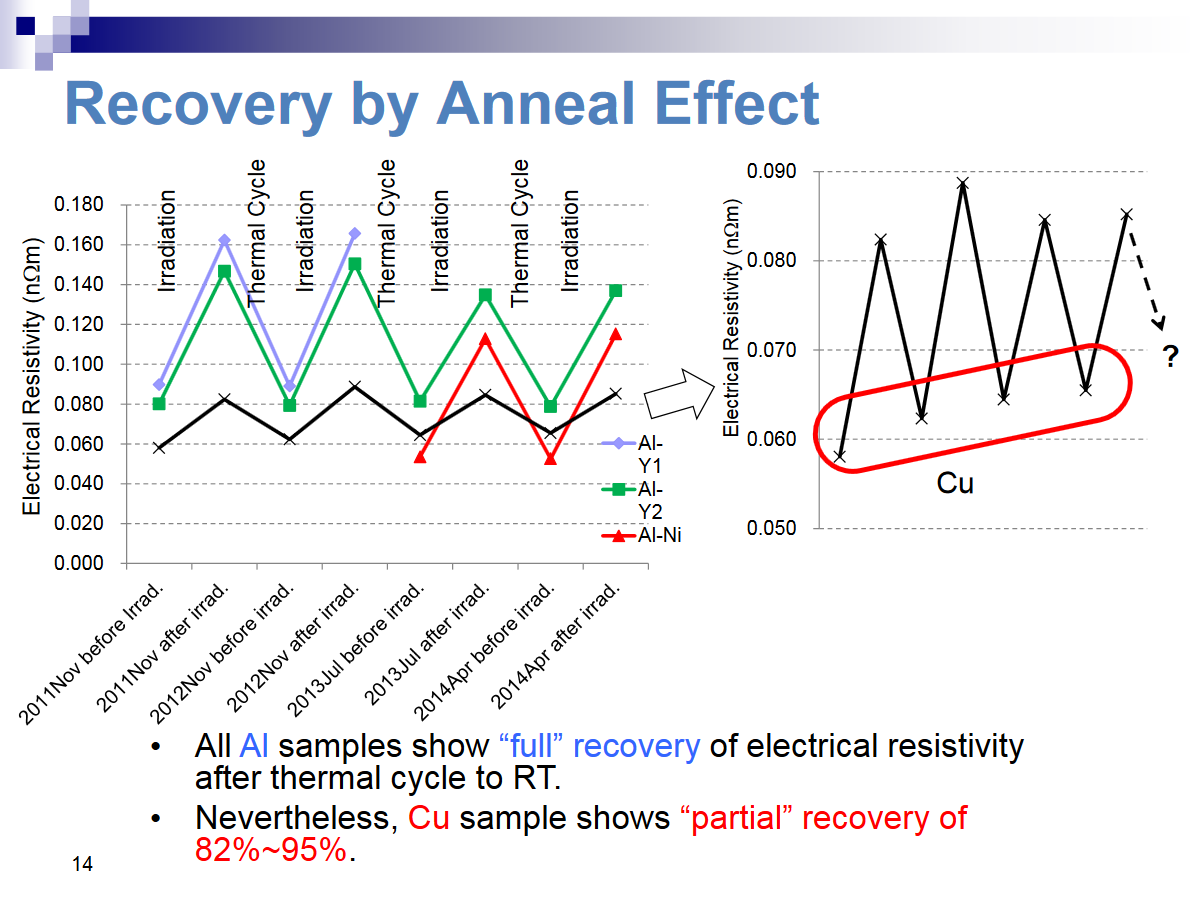 Recovery by Anneal Effect
Electrical Resistivity (nΩm)
0.180
0.160
0.140
0.120
0.100
0.080
0.060
0.040
0.020
0.000
Irradiation
Thermal Cycle
Irradiation
Thermal Cycle
Irradiation
Thermal Cycle
Irradiation
Al-
Y1
Al-
Y2
Al-Ni
2011Nov before Irrad.
2011Nov after irrad.
2012Nov before irrad.
2012Nov after irrad.
2013Jul before irrad.
2013Jul after irrad.
2014Apr before irrad.
2014Apr after irrad.
Electrical Resistivity (nΩm)
0.090
0.080
0.070
0.060
0.050
?
Cu
• All Al samples show “full” recovery of electrical resistivity
after thermal cycle to RT.
• Nevertheless, Cu sample shows “partial” recovery of
82%~95%.
14